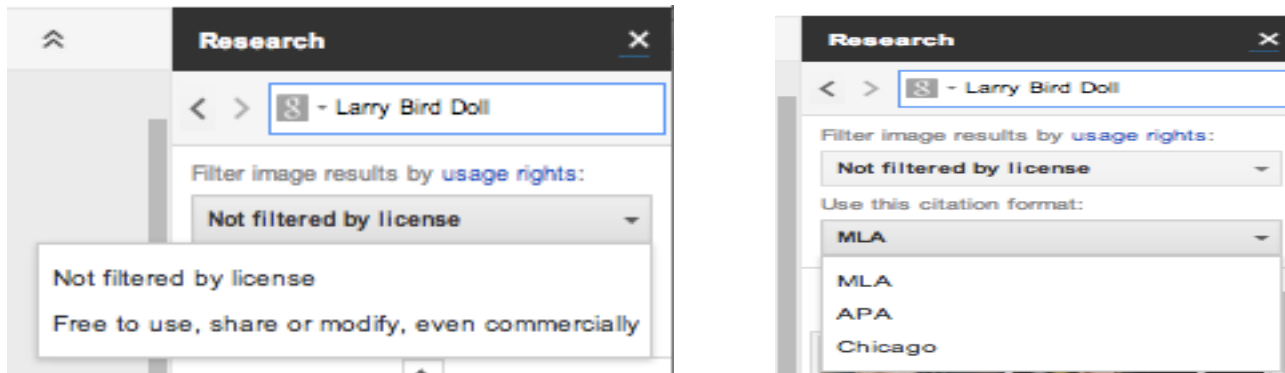 Research ×
8 - Larry Bird Doll
Filter image results by usage rights:
Not filtered by license
Not filtered by license
Free to use, share or modify, even commercially
Research ×
8 - Larry Bird Doll
Filter image results by usage rights:
Not filtered by license
Use this citation format:
MLA
MLA
APA
Chicago